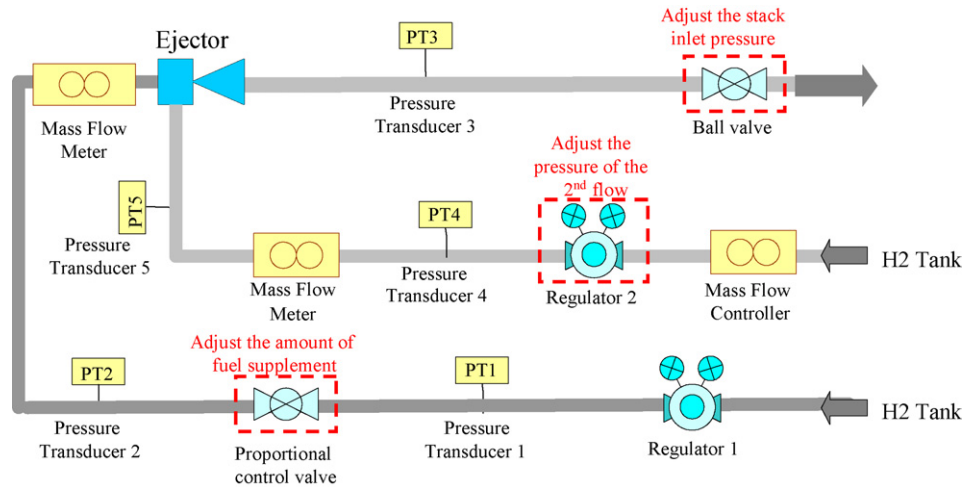 Ejector
PT3
Adjust the stack
inlet pressure
Mass Flow
Meter
Pressure
Transducer 3
Ball valve
Adjust the
pressure of the
2nd flow
PT5
PT4
Pressure
Transducer 5
Mass Flow
Meter
Pressure
Transducer 4
Regulator 2
Mass Flow
Controller
H2 Tank
Adjust the amount of
fuel supplement
PT2
PT1
Pressure
Transducer 2
Proportional
control valve
Pressure
Transducer 1
Regulator 1
H2 Tank